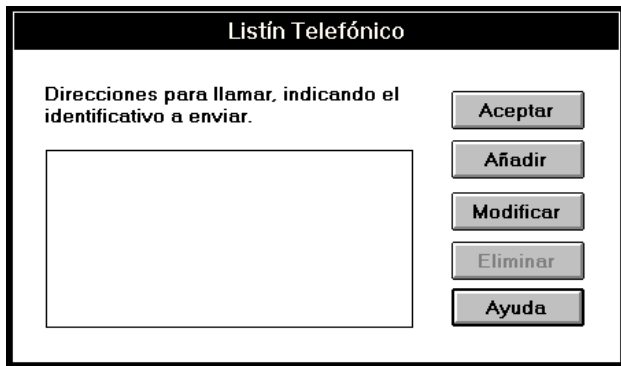 Listín Telefónico
Direcciones para llamar, indicando el
identificativo a enviar.
Aceptar
Añadir
Modificar
Eliminar
Ayuda